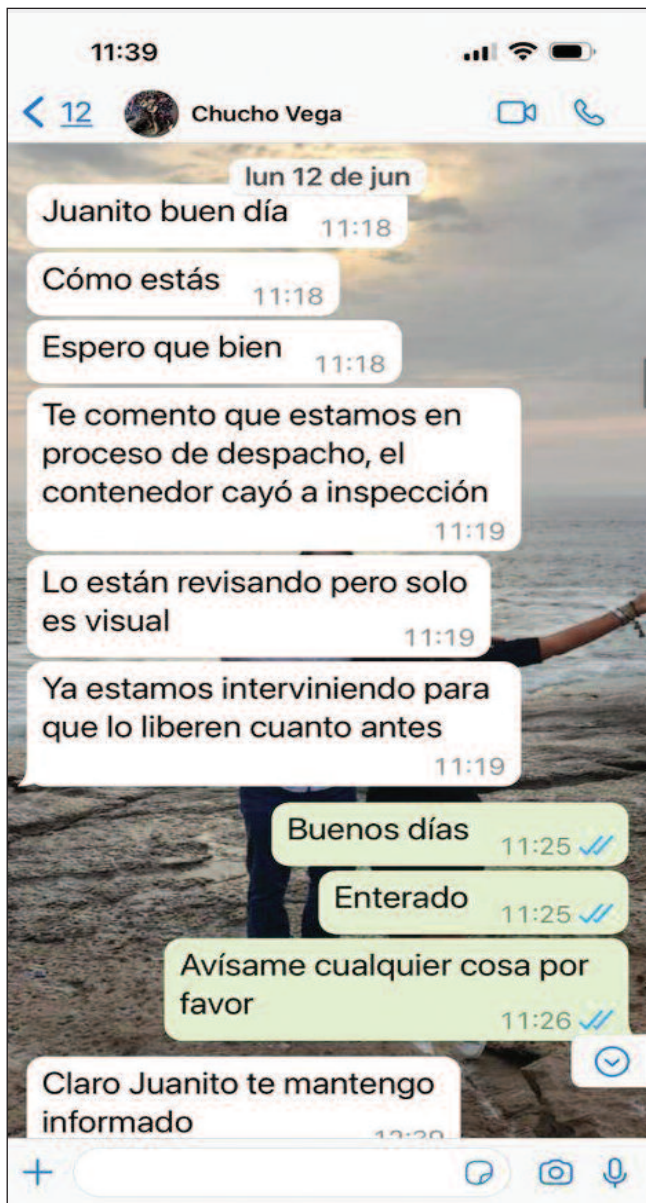 11:39
12
Chucho Vega
lun 12 de jun
Juanito buen día
11:18
Cómo estás
11:18
Espero que bien
11:18
Te comento que estamos en
proceso de despacho, el
contenedor cayó a inspección
11:19
Lo están revisando pero solo
es visual
11:19
Ya estamos interviniendo para
que lo liberen cuanto antes
11:19
Buenos días
11:25
Enterado
11:25
Avísame cualquier cosa por
favor
11:26
Claro Juanito te mantengo
informado